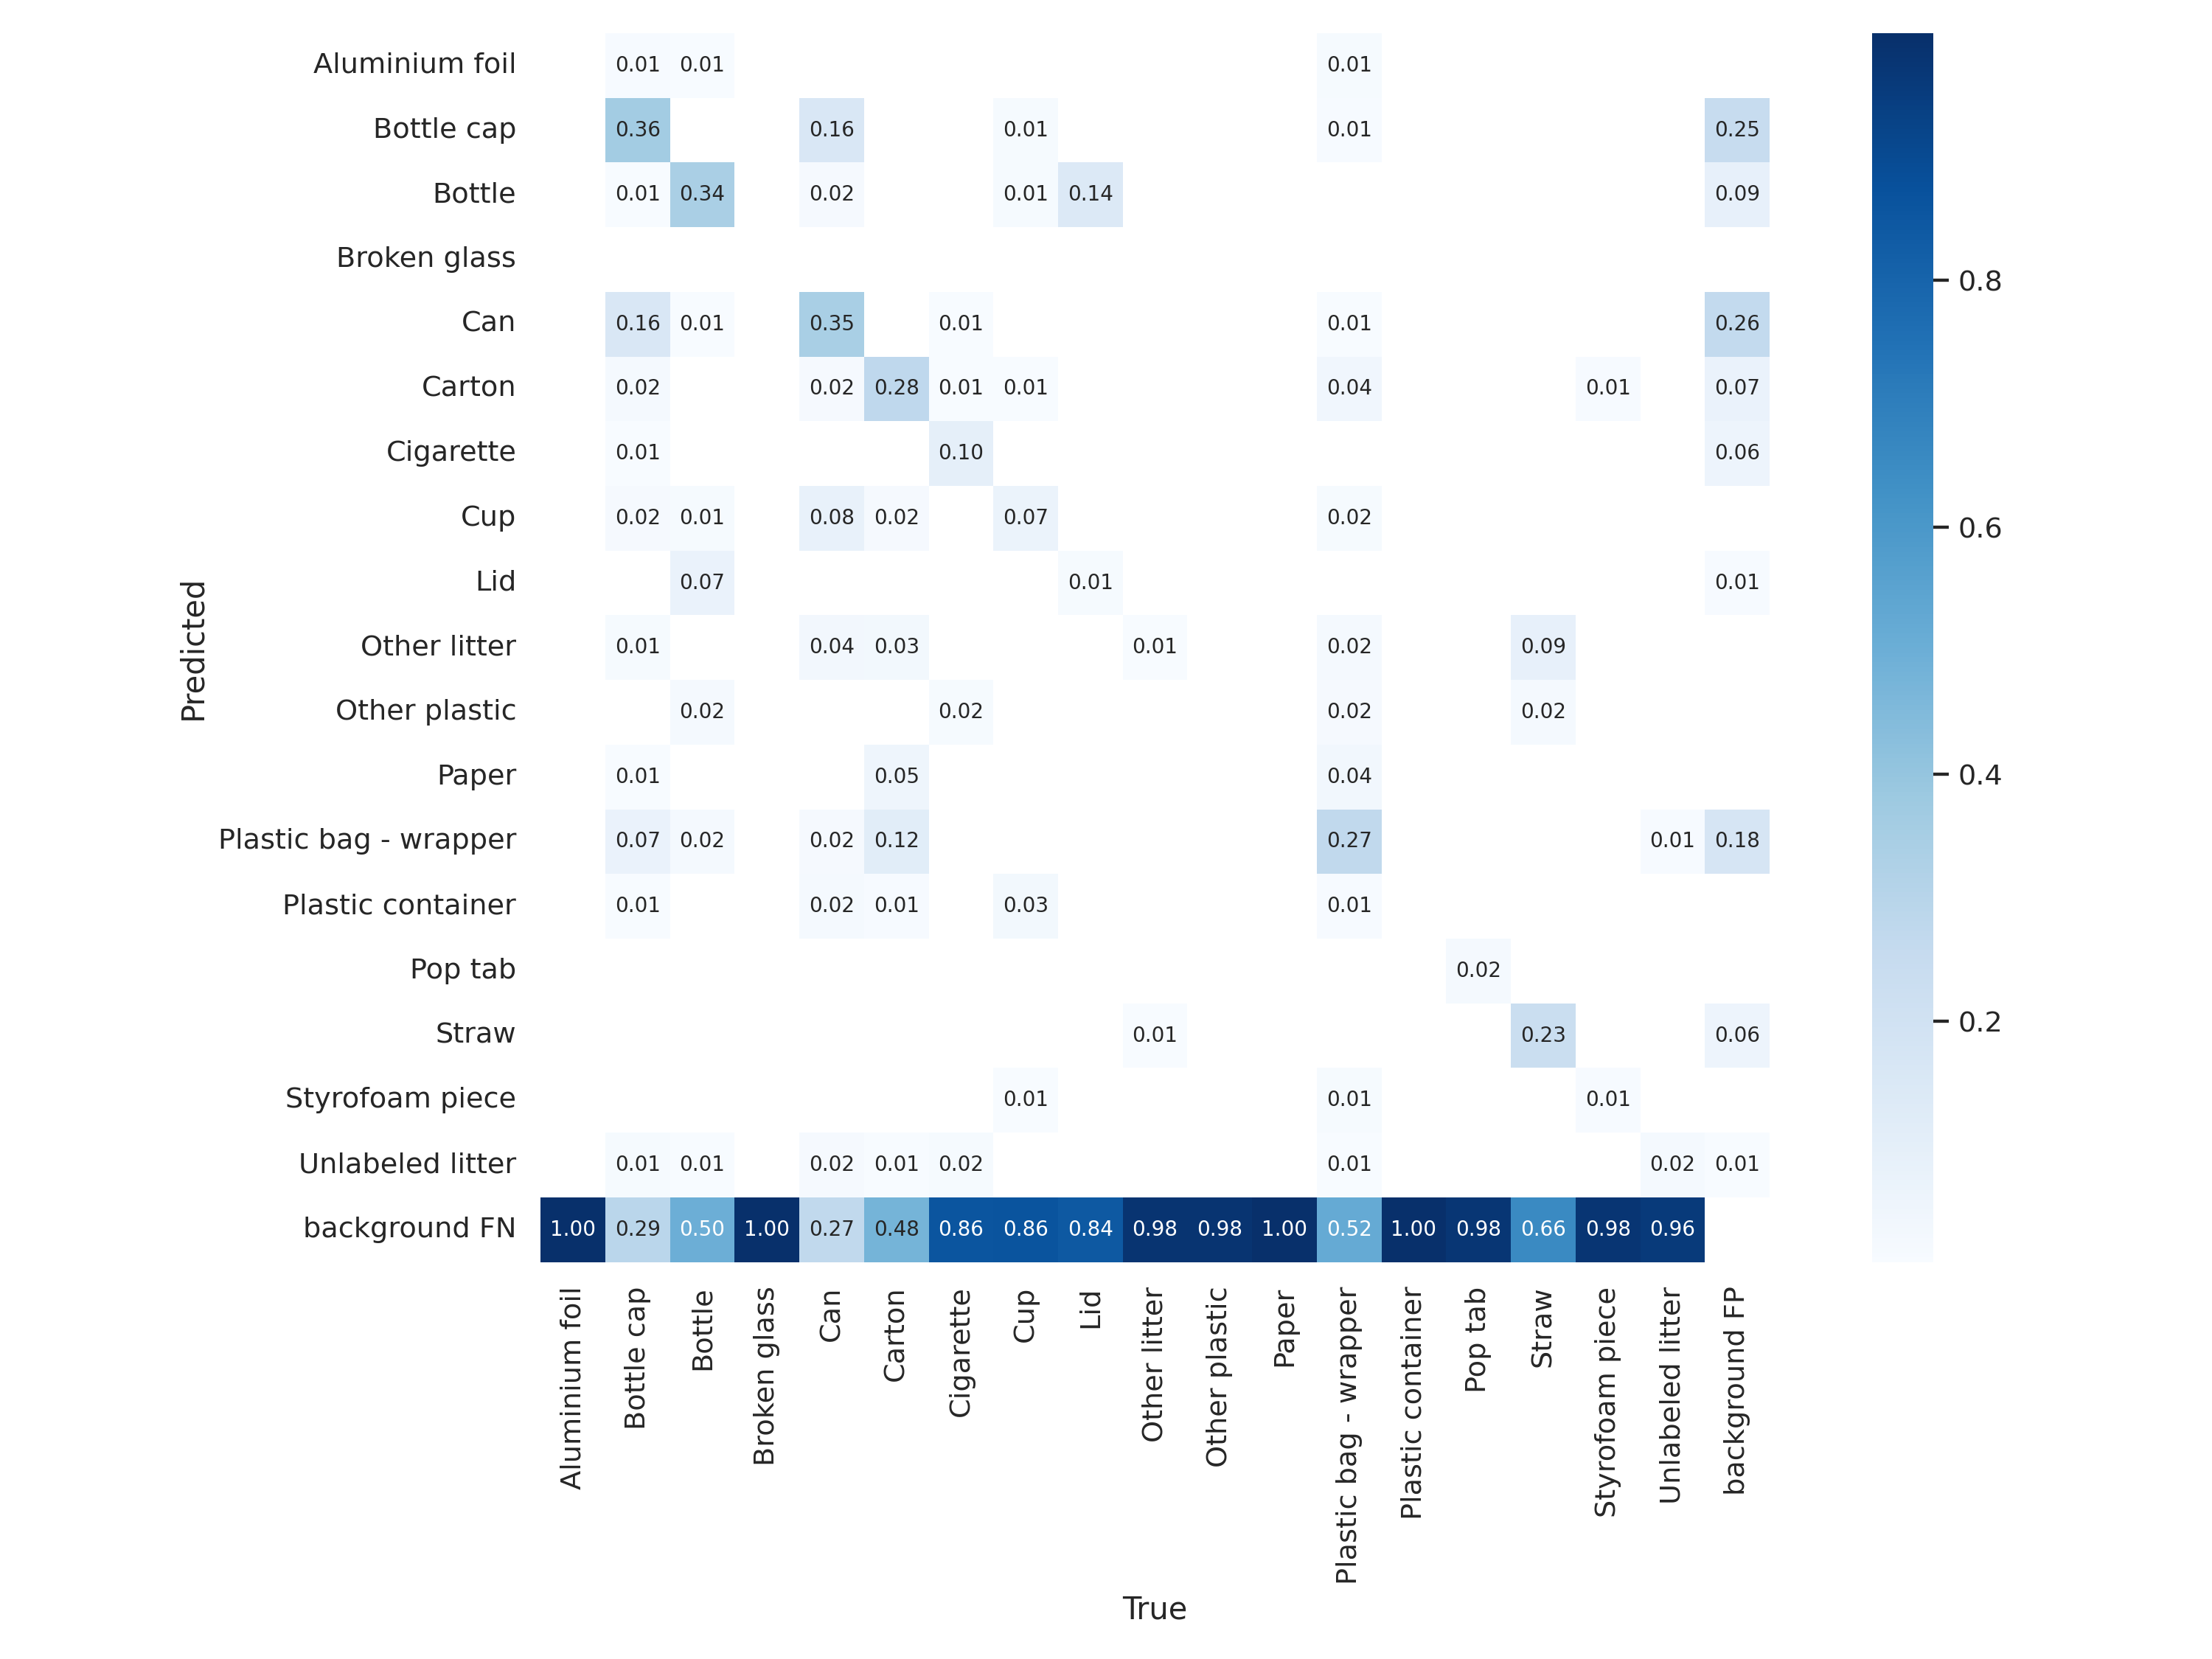 Aluminium foil 0.01 0.01 0.01
Bottle cap 0.36 0.16 0.01 0.01 0.25
Bottle 0.01 0.34 0.02 0.01 0.14 0.09
Broken glass
Can 0.16 0.01 0.35 0.01 0.01 0.26
Carton 0.02 0.02 0.28 0.01 0.01 0.04 0.01 0.07
Cigarette 0.01 0.10 0.06
Cup 0.02 0.01 0.08 0.02 0.07 0.02
Lid 0.07 0.01 0.01
Other litter 0.01 0.04 0.03 0.01 0.02 0.09
Other plastic 0.02 0.02 0.02 0.02
Paper 0.01 0.05 0.04
Plastic bag - wrapper 0.07 0.02 0.02 0.12 0.27 0.01 0.18
Plastic container 0.01 0.02 0.01 0.03 0.01
Pop tab 0.02
Straw 0.01 0.23 0.06
Styrofoam piece 0.01 0.01 0.01
Unlabeled litter 0.01 0.01 0.02 0.01 0.02 0.01 0.02 0.01
background FN 1.00 0.29 0.50 1.00 0.27 0.48 0.86 0.86 0.84 0.98 0.98 1.00 0.52 1.00 0.98 0.66 0.98 0.96
Predicted
Aluminium foil
Bottle cap
Bottle
Broken glass
Can
Carton
Cigarette
Cup
Lid
Other litter
Other plastic
Paper
Plastic bag - wrapper
Plastic container
Pop tab
Straw
Styrofoam piece
Unlabeled litter
background FP
True
0.8
0.6
0.4
0.2